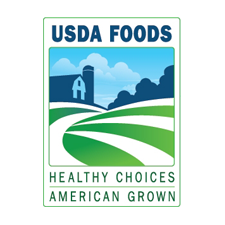 USDA FOODS
HEALTHY CHOICES
AMERICAN GROWN